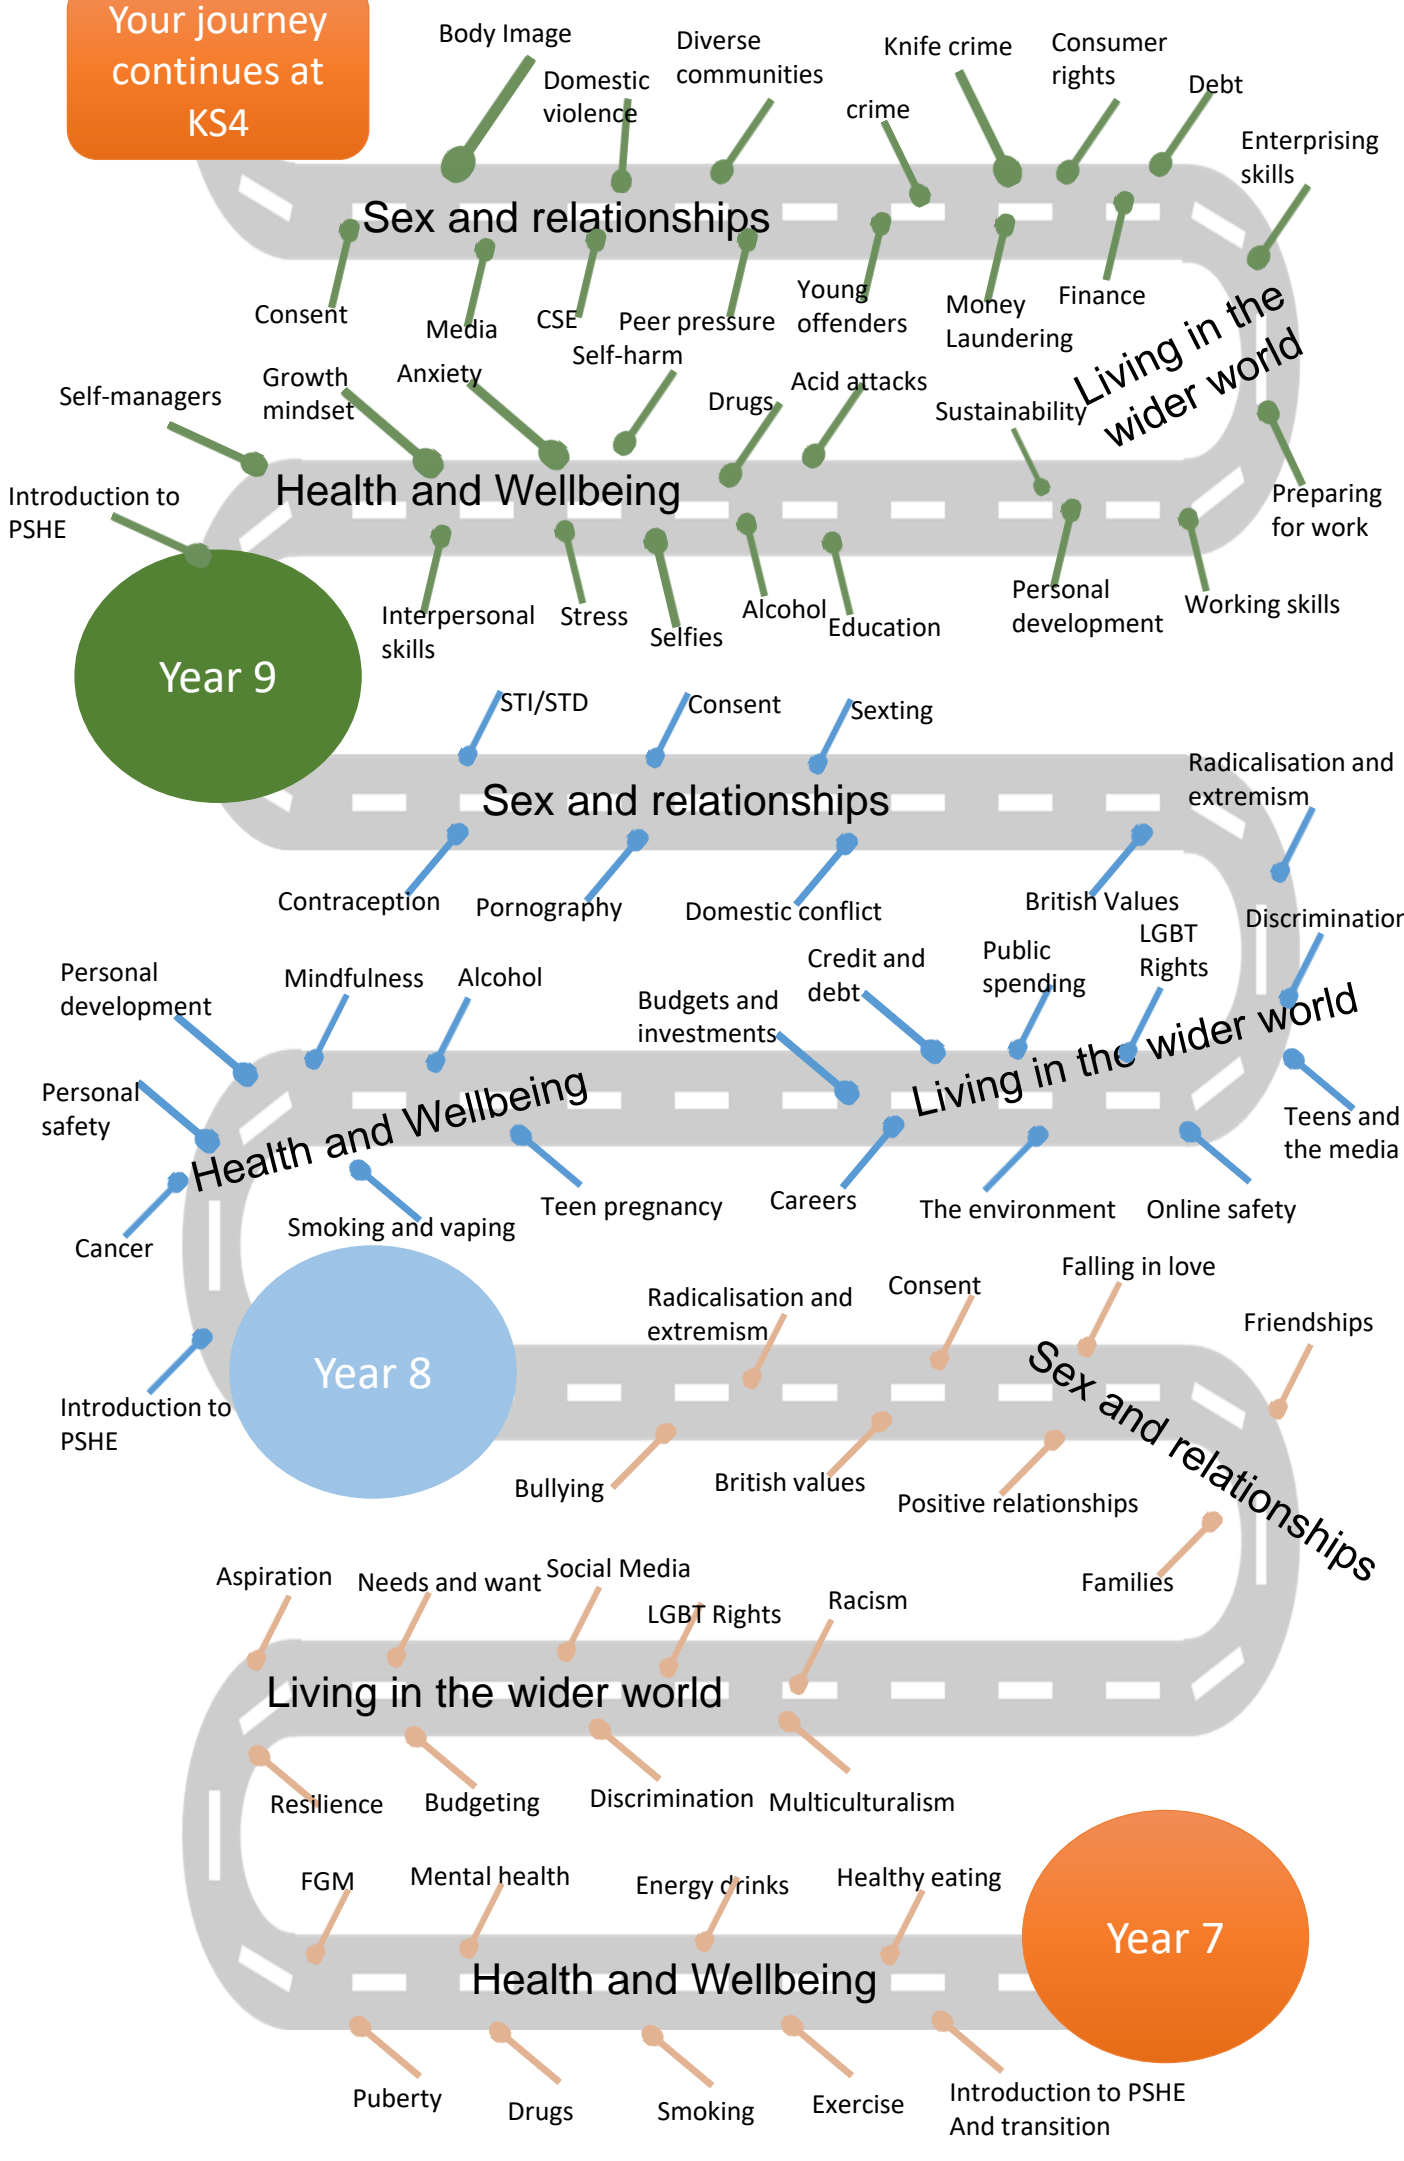 Your journey
continues at
KS4
Body Image
Domestic
violence
Diverse
communities
crime
Knife crime
Consumer
rights
Debt
Enterprising
skills
Sex and relationships
Consent
Media
CSE
Peer pressure
Young
offenders
Money
Laundering
Finance
Living in the
wider world
Self-managers
Growth
mindset
Anxiety
Self-harm
Drugs
Acid attacks
Sustainability
Preparing
for work
Introduction to
PSHE
Health and Wellbeing
Interpersonal
skills
Stress
Selfies
Alcohol
Education
Personal
development
Working skills
Year 9
STI/STD
Consent
Sexting
Radicalisation and
extremism
Sex and relationships
Contraception
Pornography
Domestic conflict
British Values
Discrimination
Personal
development
Mindfulness
Alcohol
Budgets and
investments
Credit and
debt
Public
spending
LGBT
Rights
Living in the wider world
Personal
safety
Health and Wellbeing
Teens and
the media
Cancer
Smoking and vaping
Teen pregnancy
Careers
The environment
Online safety
Introduction to
PSHE
Year 8
Radicalisation and
extremism
Consent
Falling in love
Friendships
Sex and relationships
Bullying
British values
Positive relationships
Families
Aspiration
Needs and want
Social Media
LGBT Rights
Racism
Living in the wider world
Resilience
Budgeting
Discrimination
Multiculturalism
FGM
Mental health
Energy drinks
Healthy eating
Year 7
Health and Wellbeing
Puberty
Drugs
Smoking
Exercise
Introduction to PSHE
And transition